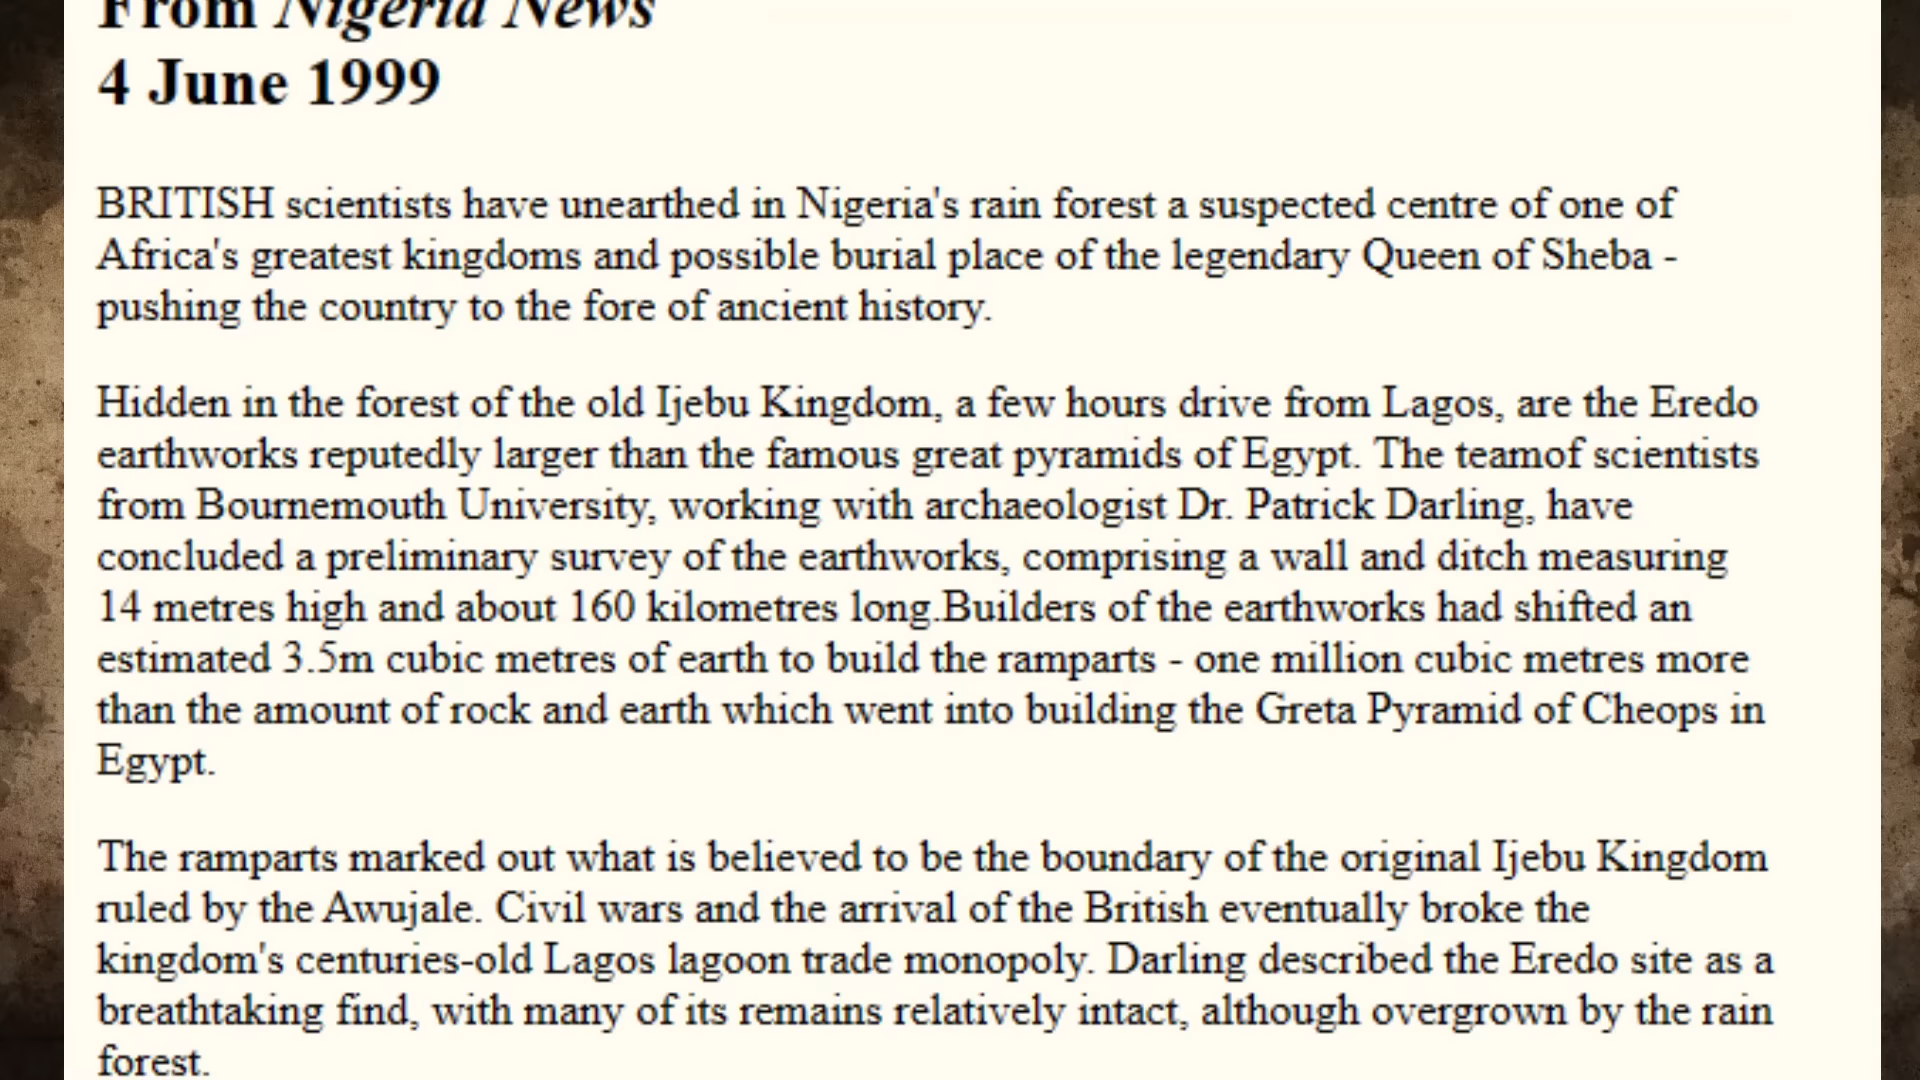 From Nigeria News
4 June 1999
BRITISH scientists have unearthed in Nigeria's rain forest a suspected centre of one of
Africa's greatest kingdoms and possible burial place of the legendary Queen of Sheba -
pushing the country to the fore of ancient history.
Hidden in the forest of the old Ijebu Kingdom, a few hours drive from Lagos, are the Eredo
earthworks reputedly larger than the famous great pyramids of Egypt. The teamof scientists
from Bournemouth University, working with archaeologist Dr. Patrick Darling, have
concluded a preliminary survey of the earthworks, comprising a wall and ditch measuring
14 metres high and about 160 kilometres long.Builders of the earthworks had shifted an
estimated 3.5m cubic metres of earth to build the ramparts - one million cubic metres more
than the amount of rock and earth which went into building the Greta Pyramid of Cheops in
Egypt.
The ramparts marked out what is believed to be the boundary of the original Ijebu Kingdom
ruled by the Awujale. Civil wars and the arrival of the British eventually broke the
kingdom's centuries-old Lagos lagoon trade monopoly. Darling described the Eredo site as a
breathtaking find, with many of its remains relatively intact, although overgrown by the rain
forest.